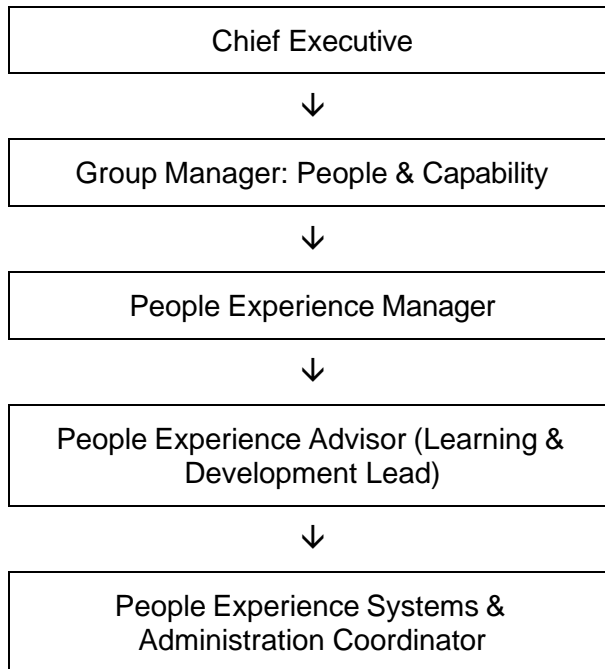 Chief Executive
↓
Group Manager: People & Capability
↓
People Experience Manager
↓
People Experience Advisor (Learning &
Development Lead)
↓
People Experience Systems &
Administration Coordinator